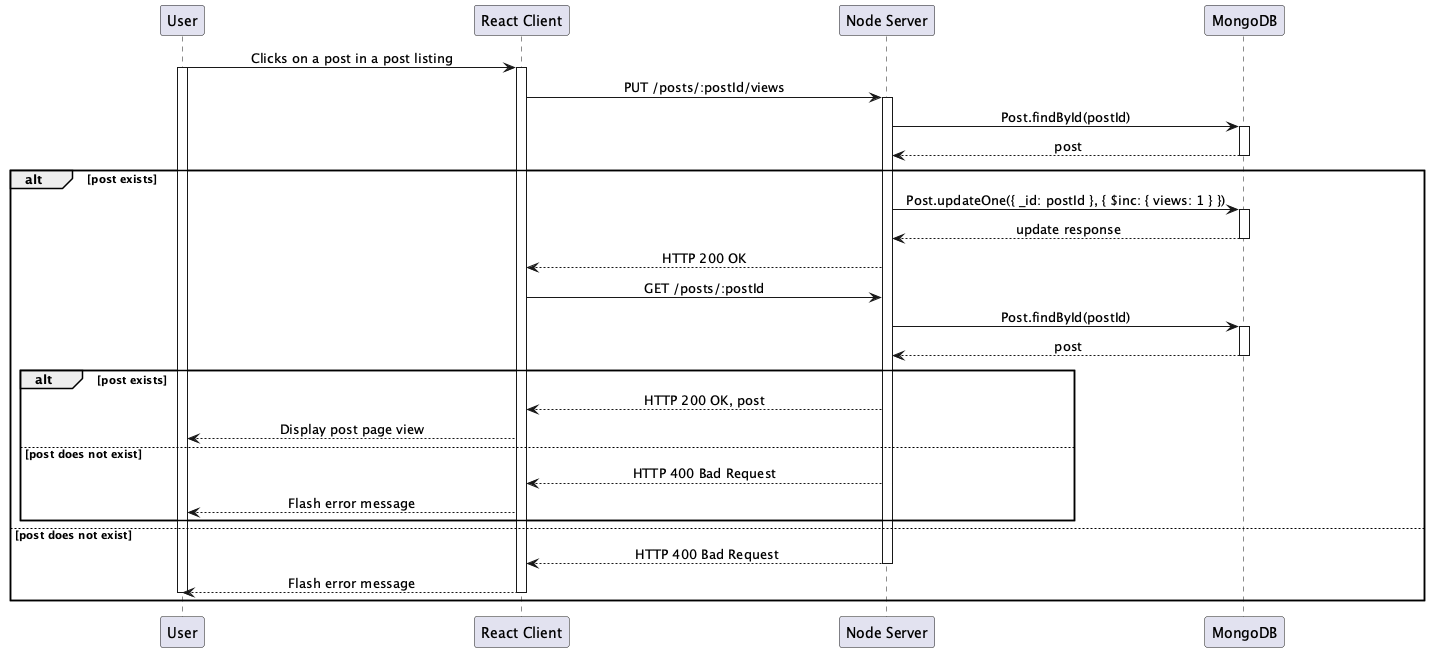 User React Client Node Server MongoDB
Clicks on a post in a post listing
PUT /posts/:postId/views
Post.findById(postId)
post
alt [post exists]
Post.updateOne({ _id: postId }, { $inc: { views: 1 } })
update response
HTTP 200 OK
GET /posts/:postId
Post.findById(postId)
post
alt [post exists]
HTTP 200 OK, post
Display post page view
[post does not exist]
HTTP 400 Bad Request
Flash error message
[post does not exist]
HTTP 400 Bad Request
Flash error message
User React Client Node Server MongoDB